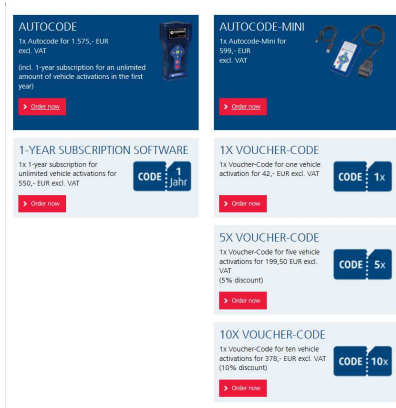 AUTOCODE
1x Autocode for 1.575,- EUR
excl. VAT
(incl. 1-year subscription for an unlimited
amount of vehicle activations in the first
year)
Order now
AUTOCODE-MINI
1x Autocode-Mini for
599,- EUR
excl. VAT
Order now
1-YEAR SUBSCRIPTION SOFTWARE
1x 1-year subscription for
unlimited vehicle activations for
550,- EUR excl. VAT
CODE 1
Jahr
Order now
1X VOUCHER-CODE
1x Voucher-Code for one vehicle
activation for 42,- EUR excl. VAT
CODE 1x
Order now
5X VOUCHER-CODE
1x Voucher-Code for five vehicle
activations for 199,50 EUR excl.
VAT
(5% discount)
CODE 5x
Order now
10X VOUCHER-CODE
1x Voucher-Code for ten vehicle
activations for 378,- EUR excl. VAT
(10% discount)
CODE 10x
Order now